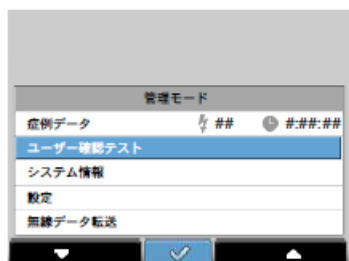 管理モード
症例データ ## #:##:##
ユーザー確認テスト
システム情報
設定
無線データ転送